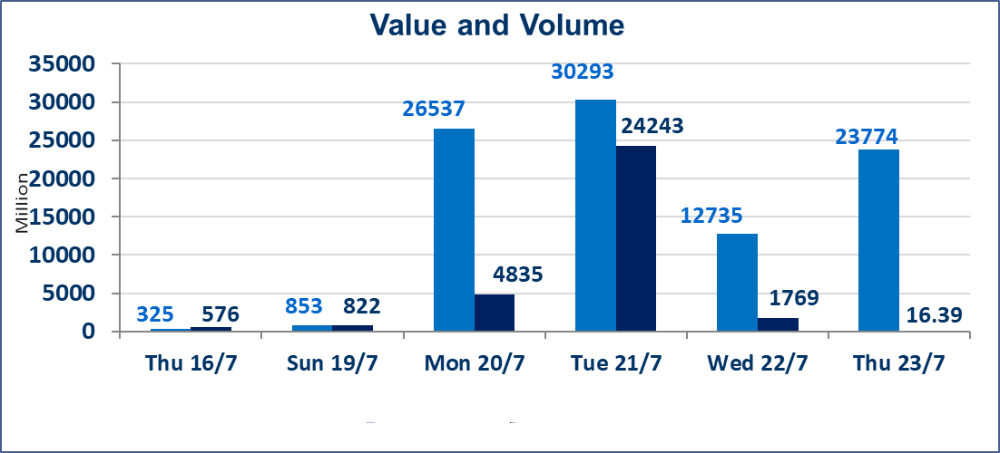 Value and Volume
35000
30000
25000
20000
15000
10000
5000
0
Million
325
576
853
822
26537
4835
30293
24243
12735
1769
23774
16.39
Thu 16/7
Sun 19/7
Mon 20/7
Tue 21/7
Wed 22/7
Thu 23/7